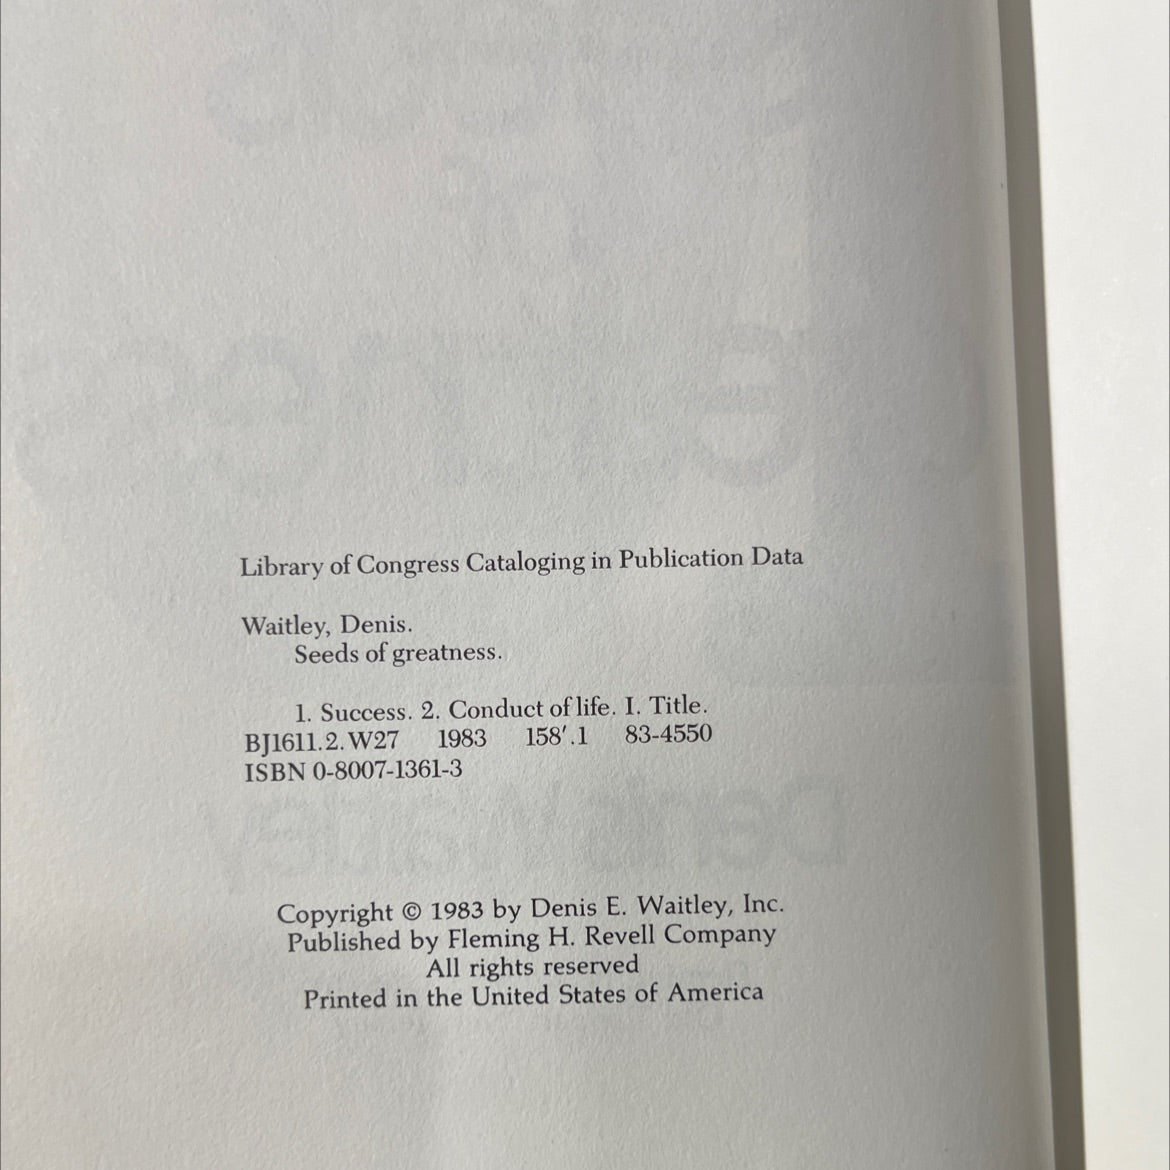 Library of Congress Cataloging in Publication Data
Waitley, Denis.
Seeds of greatness.
1. Success. 2. Conduct of life. I. Title.
BJ1611.2.W27 1983 158′.1 83-4550
ISBN 0-8007-1361-3
Copyright © 1983 by Denis E. Waitley, Inc.
Published by Fleming H. Revell Company
All rights reserved
Printed in the United States of America